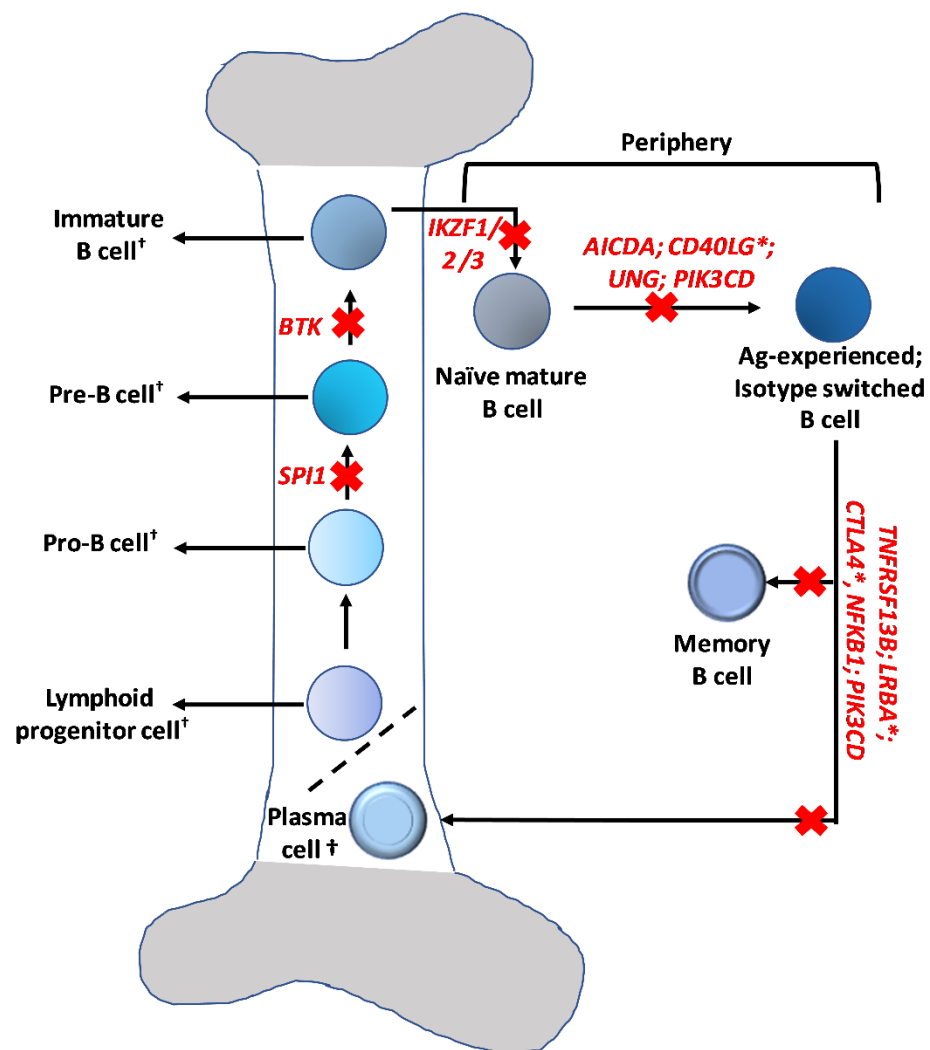 Periphery
Immature
B cell†
IKZF1/
2/3
AICDA; CD40LG*;
UNG; PIK3CD
BTK
Naïve mature
B cell
Ag-experienced;
Isotype switched
B cell
Pre-B cell†
SPI1
Pro-B cell†
TNFRSF13B; LRBA*;
CTLA4*, NFKB1; PIK3CD
Memory
B cell
Lymphoid
progenitor cell†
Plasma
cell †